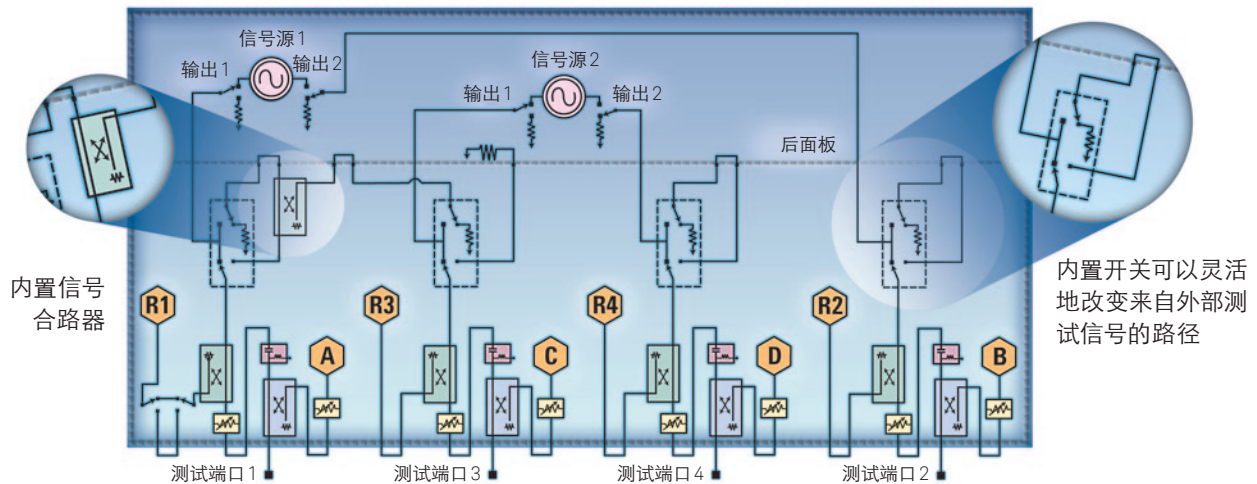 信号源1
输出1
输出2
信号源2
输出1
输出2
后面板
内置信号
合路器
内置开关可以灵活
地改变来自外部测
试信号的路径
R1
R3
R4
R2
A
C
D
B
测试端口1
测试端口3
测试端口4
测试端口2